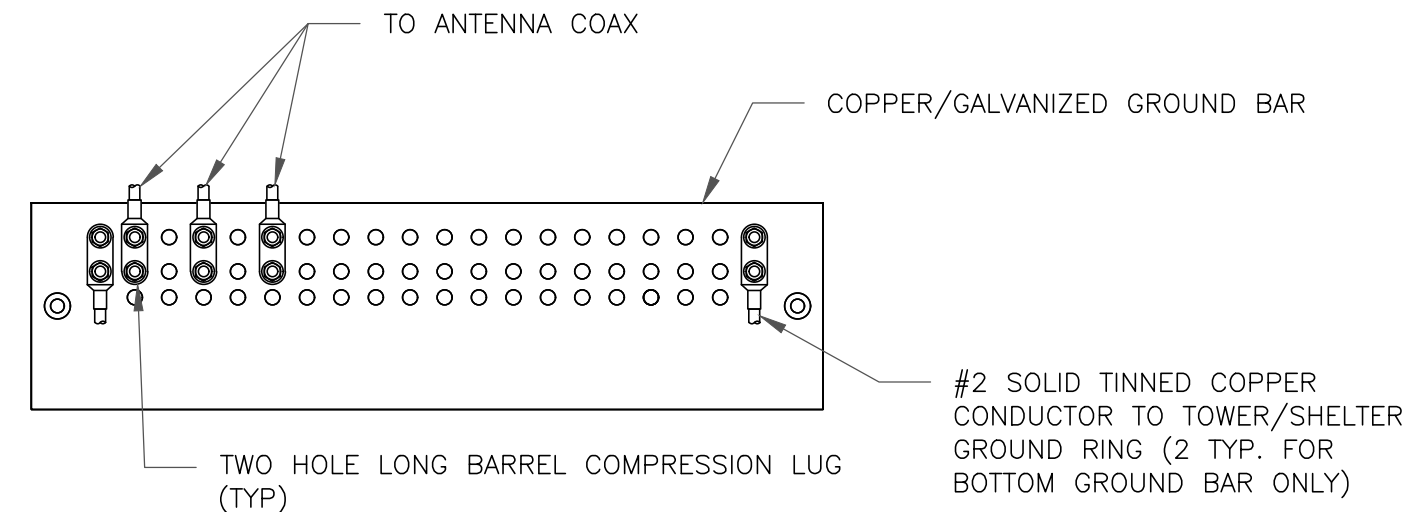 TO ANTENNA COAX
COPPER/GALVANIZED GROUND BAR
#2 SOLID TINNED COPPER
CONDUCTOR TO TOWER/SHELTER
GROUND RING (2 TYP. FOR
BOTTOM GROUND BAR ONLY)
TWO HOLE LONG BARREL COMPRESSION LUG
(TYP)